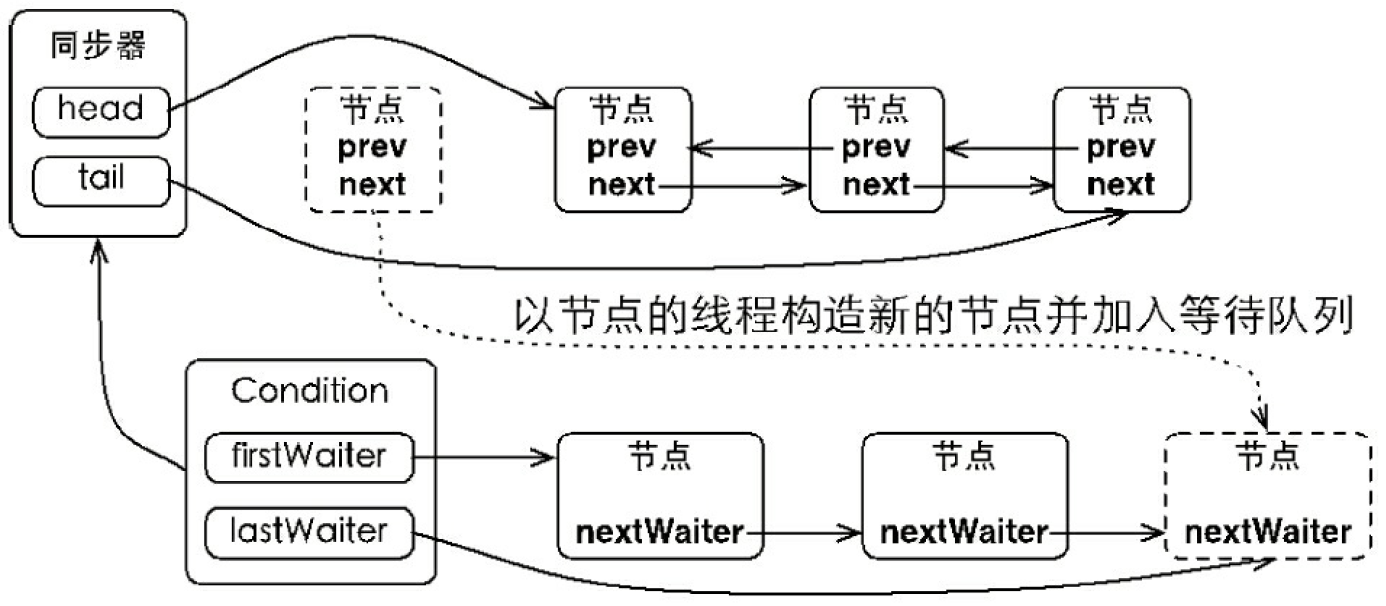 同步器
head
tail
节点
prev
next
节点
prev
next
节点
prev
next
节点
prev
next
以节点的线程构造新的节点并加入等待队列
Condition
firstWaiter
lastWaiter
节点
nextWaiter
节点
nextWaiter
节点
nextWaiter